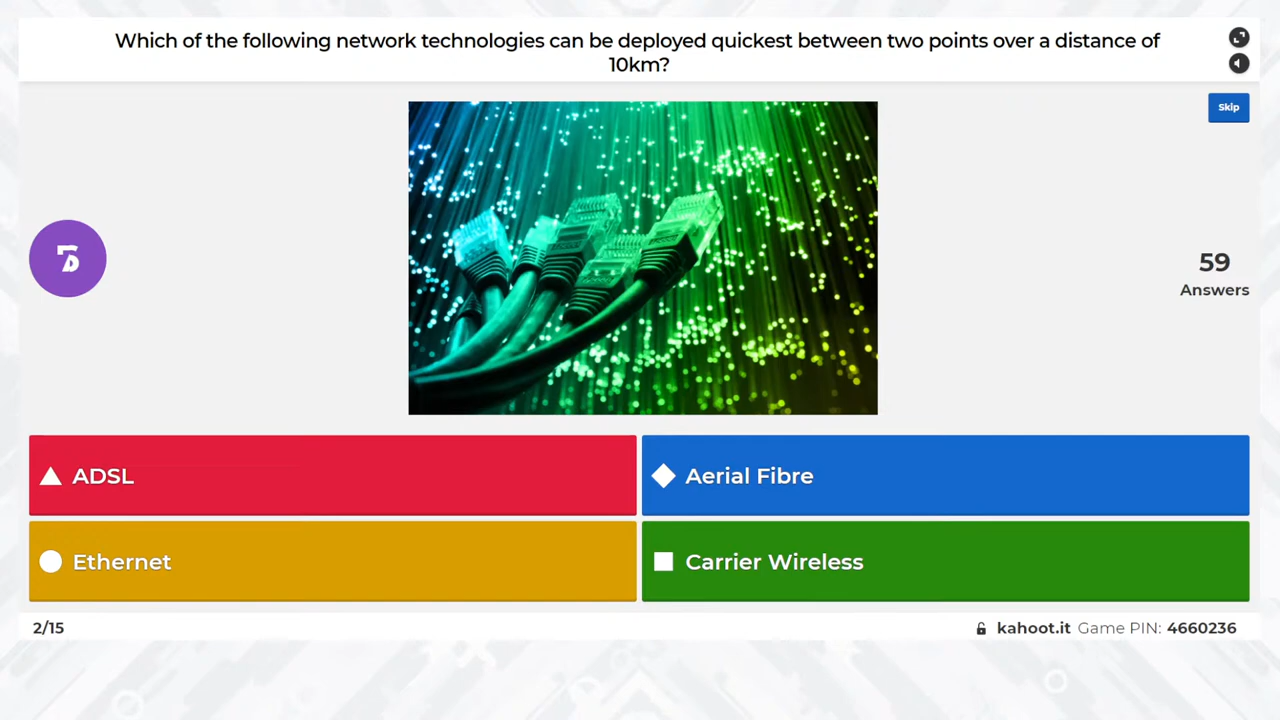 Which of the following network technologies can be deployed quickest between two points over a distance of
10km?
Skip
59
Answers
ADSL
Aerial Fibre
Ethernet
Carrier Wireless
2/15
kahoot.it Game PIN: 4660236